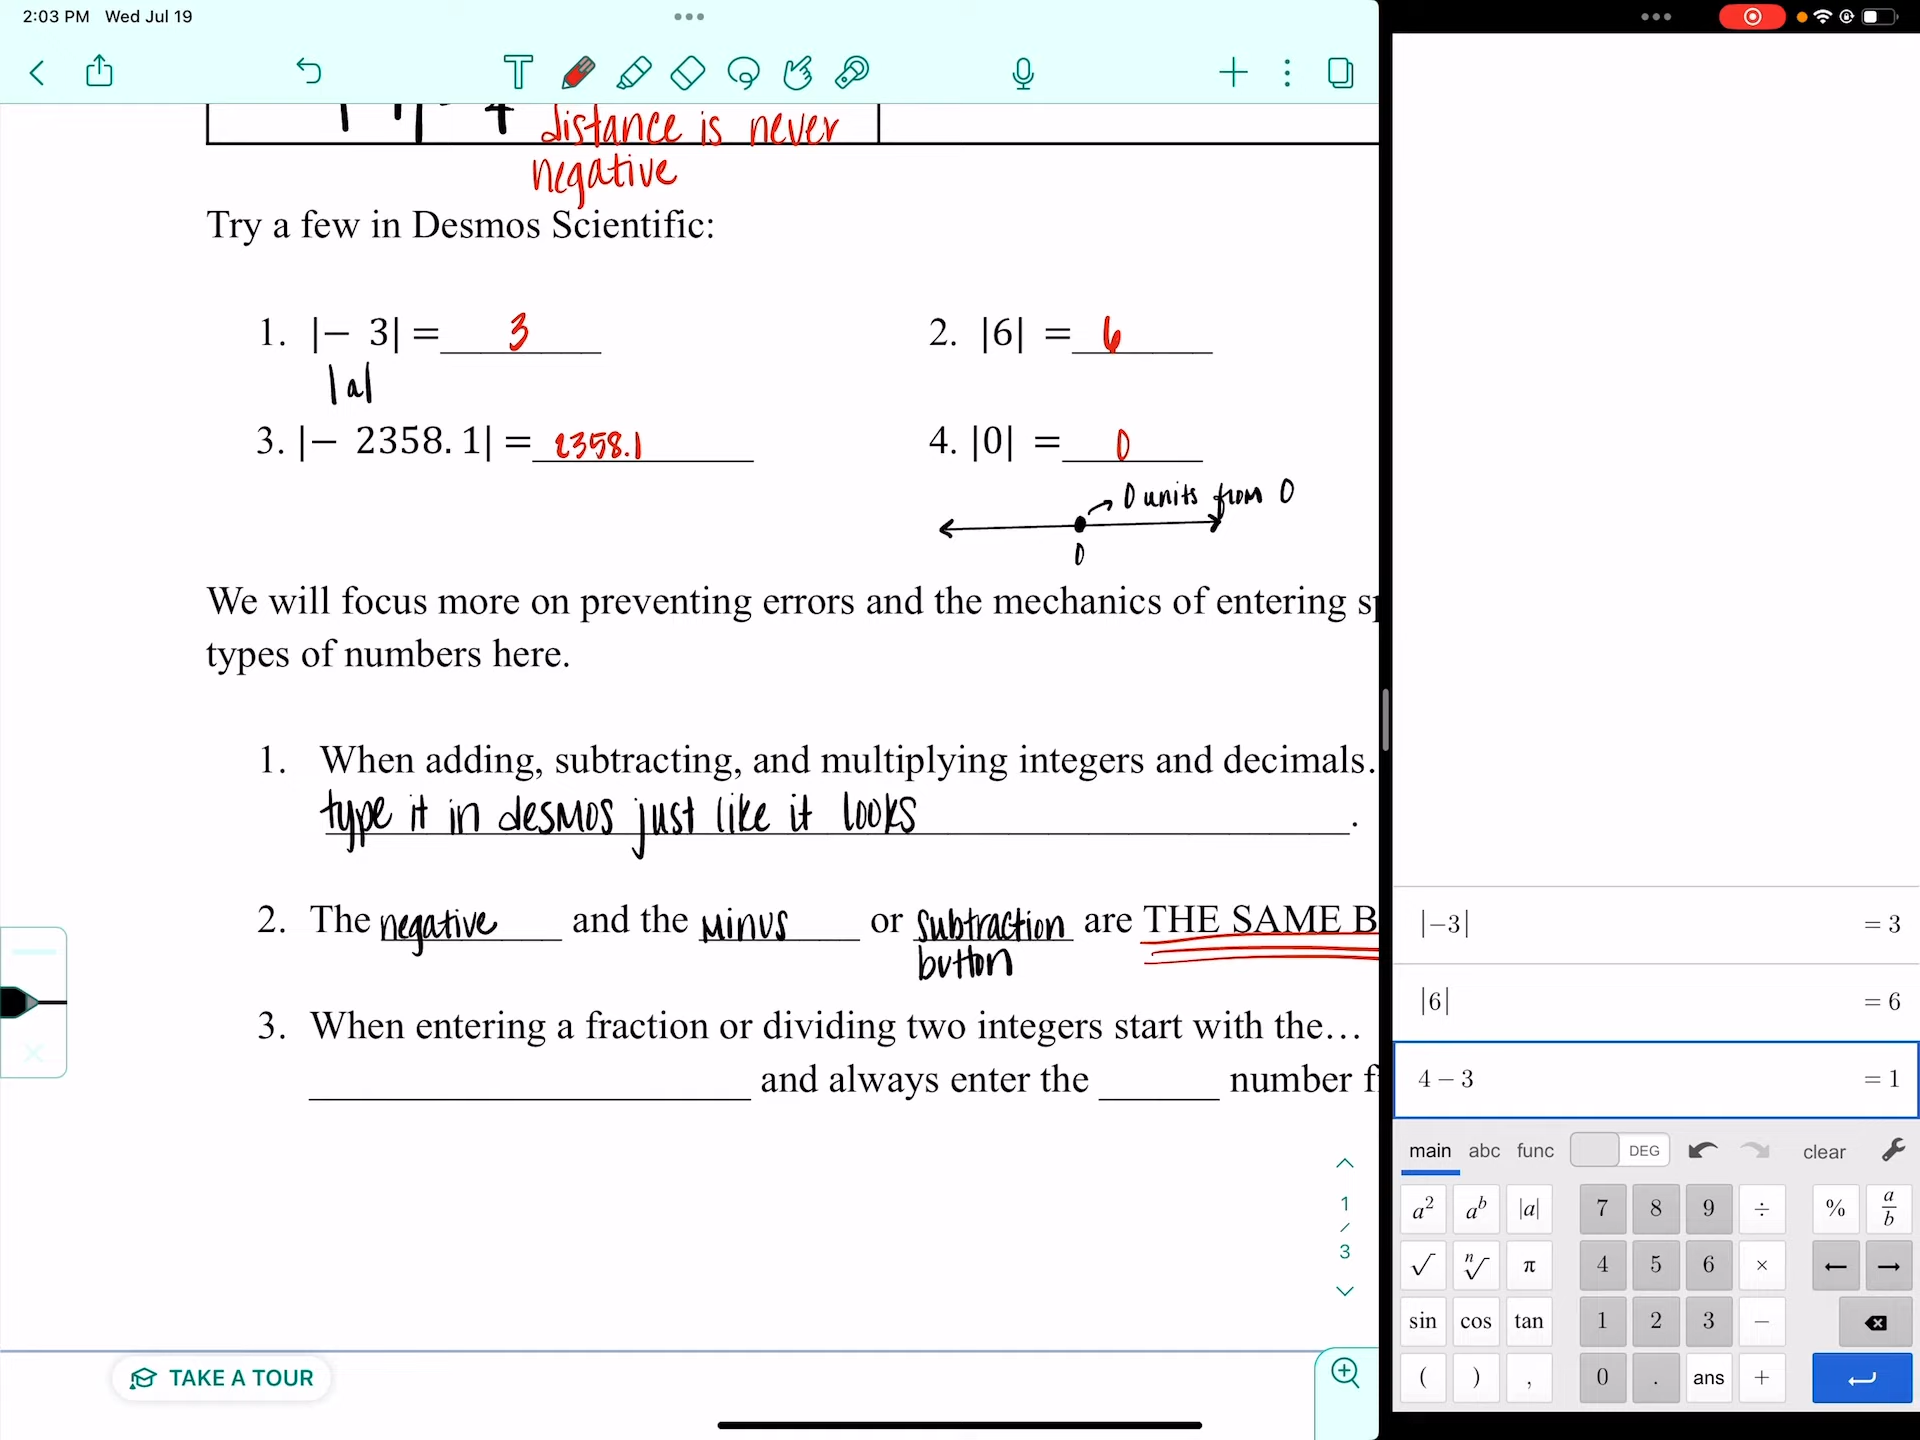 2:03 PM Wed Jul 19
distance is never
negative
Try a few in Desmos Scientific:
1. |− 3| = 3
2. |6| = 6
|a|
3. |− 2358.1| = 2358.1
4. |0| = 0
0 units from 0
0
We will focus more on preventing errors and the mechanics of entering sp
types of numbers here.
1. When adding, subtracting, and multiplying integers and decimals.
type it in desmos just like it looks.
2. The negative and the minus or subtraction are THE SAME B
button
3. When entering a fraction or dividing two integers start with the...
and always enter the number fi
1
/
3
TAKE A TOUR
|−3| = 3
|6| = 6
4 − 3 = 1
main abc func DEG clear
a² aᵇ |a| 7 8 9 ÷ % a/b
√ ⁿ√ π 4 5 6 × ← →
sin cos tan 1 2 3 −
( ) , 0 . ans +